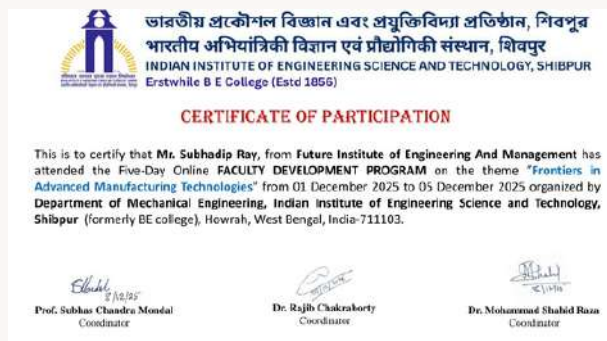 ভারতীয় প্রকৌশল বিজ্ঞান এবং প্রযুক্তিবিদ্যা প্রতিষ্ঠান, শিবপুর
भारतीय अभियांत्रिकी विज्ञान एवं प्रौद्योगिकी संस्थान, शिवपुर
INDIAN INSTITUTE OF ENGINEERING SCIENCE AND TECHNOLOGY, SHIBPUR
Erstwhile B E College (Estd 1856)
CERTIFICATE OF PARTICIPATION
This is to certify that Mr. Subhadip Ray, from Future Institute of Engineering And Management has
attended the Five-Day Online FACULTY DEVELOPMENT PROGRAM on the theme "Frontiers in
Advanced Manufacturing Technologies" from 01 December 2025 to 05 December 2025 organized by
Department of Mechanical Engineering, Indian Institute of Engineering Science and Technology,
Shibpur (formerly BE college), Howrah, West Bengal, India-711103.
8/12/25
Prof. Subhas Chandra Mondal
Coordinator
Dr. Rajib Chakraborty
Coordinator
Dr. Mohammad Shahid Raza
Coordinator